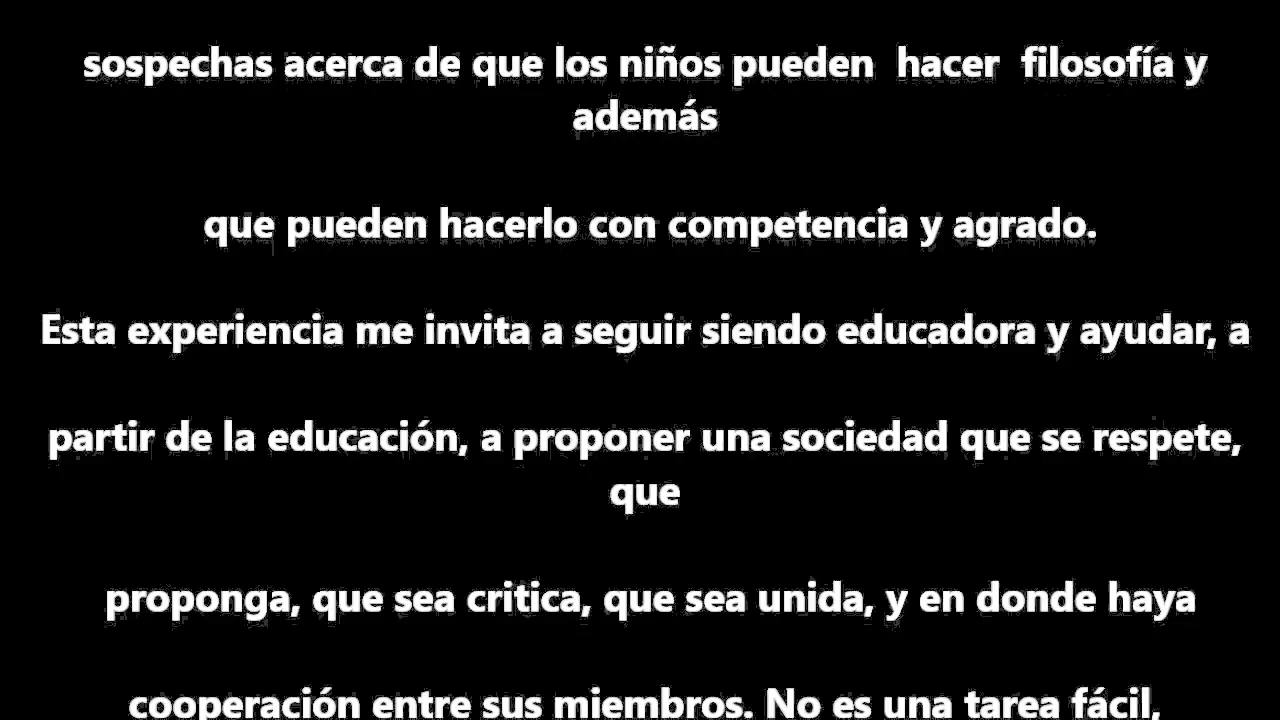 sospechas acerca de que los niños pueden  hacer  filosofía y
además
que pueden hacerlo con competencia y agrado.
Esta experiencia me invita a seguir siendo educadora y ayudar, a
partir de la educación, a proponer una sociedad que se respete,
que
proponga, que sea critica, que sea unida, y en donde haya
cooperación entre sus miembros. No es una tarea fácil,